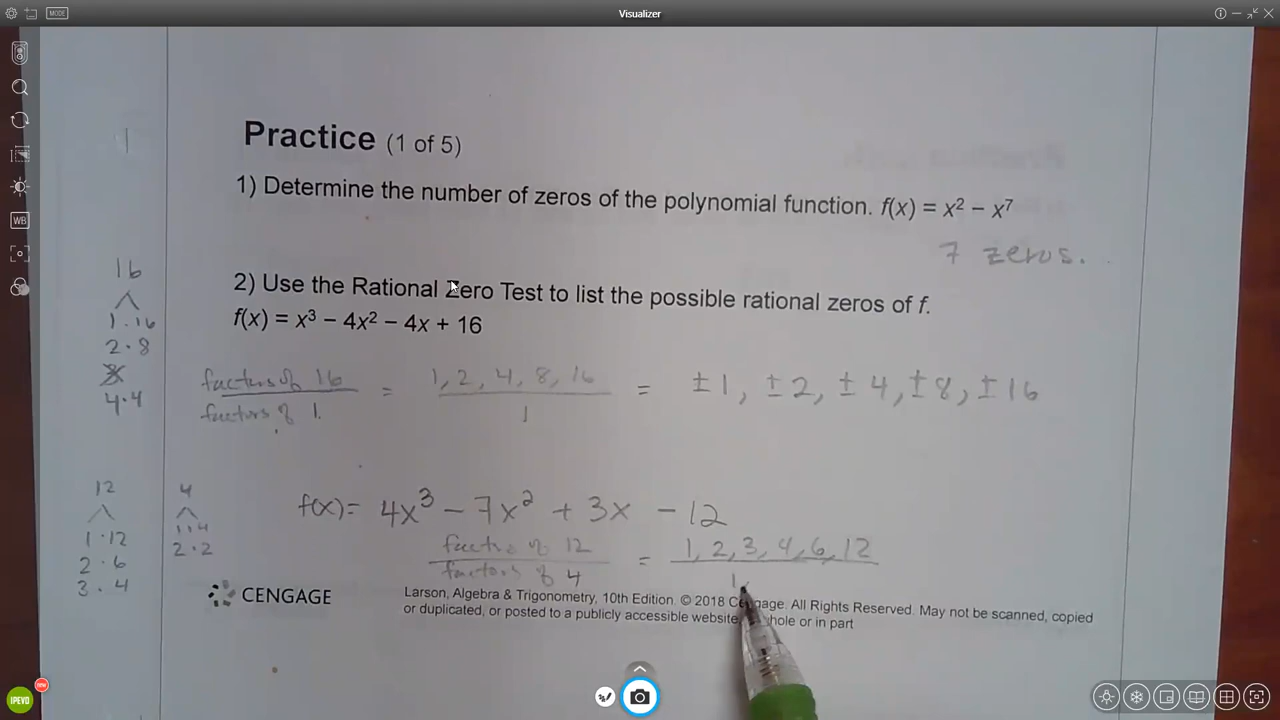 MODE
Visualizer
Practice (1 of 5)
1) Determine the number of zeros of the polynomial function. f(x) = x² − x⁷
7 zeros.
2) Use the Rational Zero Test to list the possible rational zeros of f.
f(x) = x³ − 4x² − 4x + 16
16
1·16
2·8
4·4
factors of 16 / factors of 1 = 1, 2, 4, 8, 16 / 1 = ±1, ±2, ±4, ±8, ±16
12
1·12
2·6
3·4
4
1·4
2·2
f(x)= 4x³ − 7x² + 3x − 12
of 12 / factors of 4 = 1, 2, 3, 4, 6, 12 / 1,
CENGAGE
Larson, Algebra & Trigonometry, 10th Edition. © 2018 Cengage. All Rights Reserved. May not be scanned, copied
or duplicated, or posted to a publicly accessible website, in whole or in part
WB
IPEVO
new